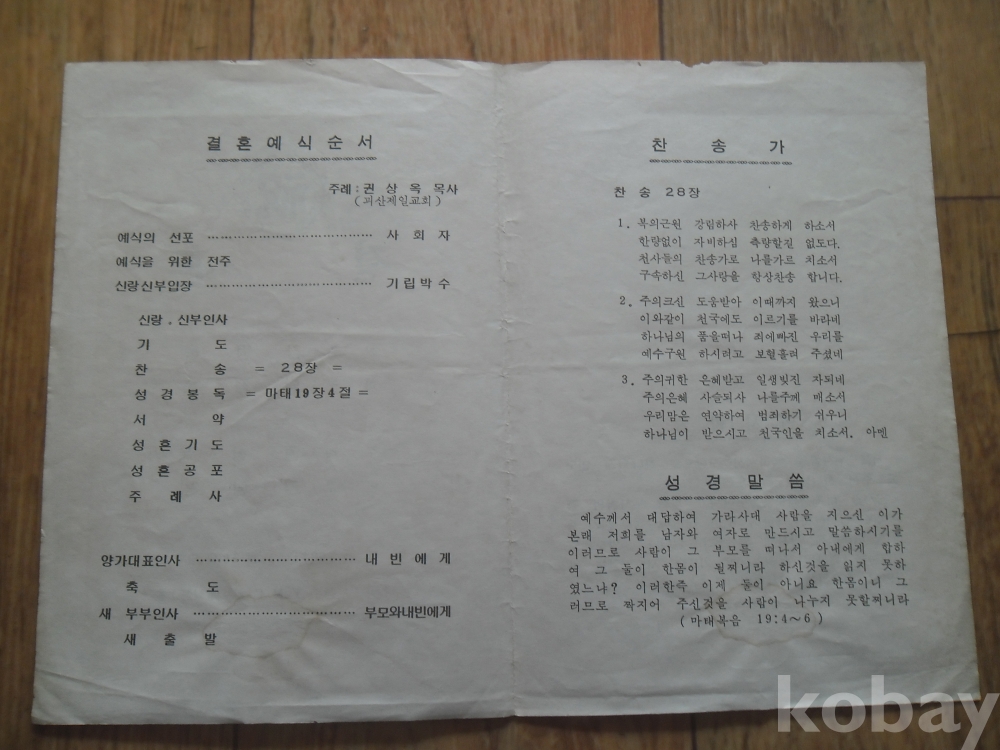 결혼예식순서
주례 : 권 상 옥 목사
(괴산제일교회)
예식의 선포 ································ 사 회 자
예식을 위한 전주
신랑신부입장 ································ 기립박수
신랑 . 신부인사
기 도
찬 송 = 28장 =
성 경 봉 독 = 마태19장4절 =
서 약
성 혼 기 도
성 혼 공 포
주 례 사
양가대표인사 ································ 내 빈 에 게
축 도
새 부부인사 ································ 부모와내빈에게
새 출 발
찬 송 가
찬 송 28장
1. 복의근원 강림하사 찬송하게 하소서
한량없이 자비하심 측량할길 없도다.
천사들의 찬송가로 나를가르 치소서
구속하신 그사랑을 항상찬송 합니다.
2. 주의크신 도움받아 이때까지 왔으니
이와같이 천국에도 이르기를 바라네
하나님의 품을떠나 죄에빠진 우리를
예수구원 하시려고 보혈흘려 주셨네
3. 주의귀한 은혜받고 일생빚진 자되네
주의은혜 사슬되사 나를주께 매소서
우리맘은 연약하여 범죄하기 쉬우니
하나님이 받으시고 천국인을 치소서. 아멘
성 경 말 씀
예수께서 대답하여 가라사대 사람을 지으신 이가
본래 저희를 남자와 여자로 만드시고 말씀하시기를
이러므로 사람이 그 부모를 떠나서 아내에게 합하
여 그 둘이 한몸이 될찌니라 하신것을 읽지 못하
였느냐? 이러한즉 이제 둘이 아니요 한몸이니 그
러므로 짝지어 주신것을 사람이 나누지 못할찌니라
(마태복음 19:4~6)
kobay